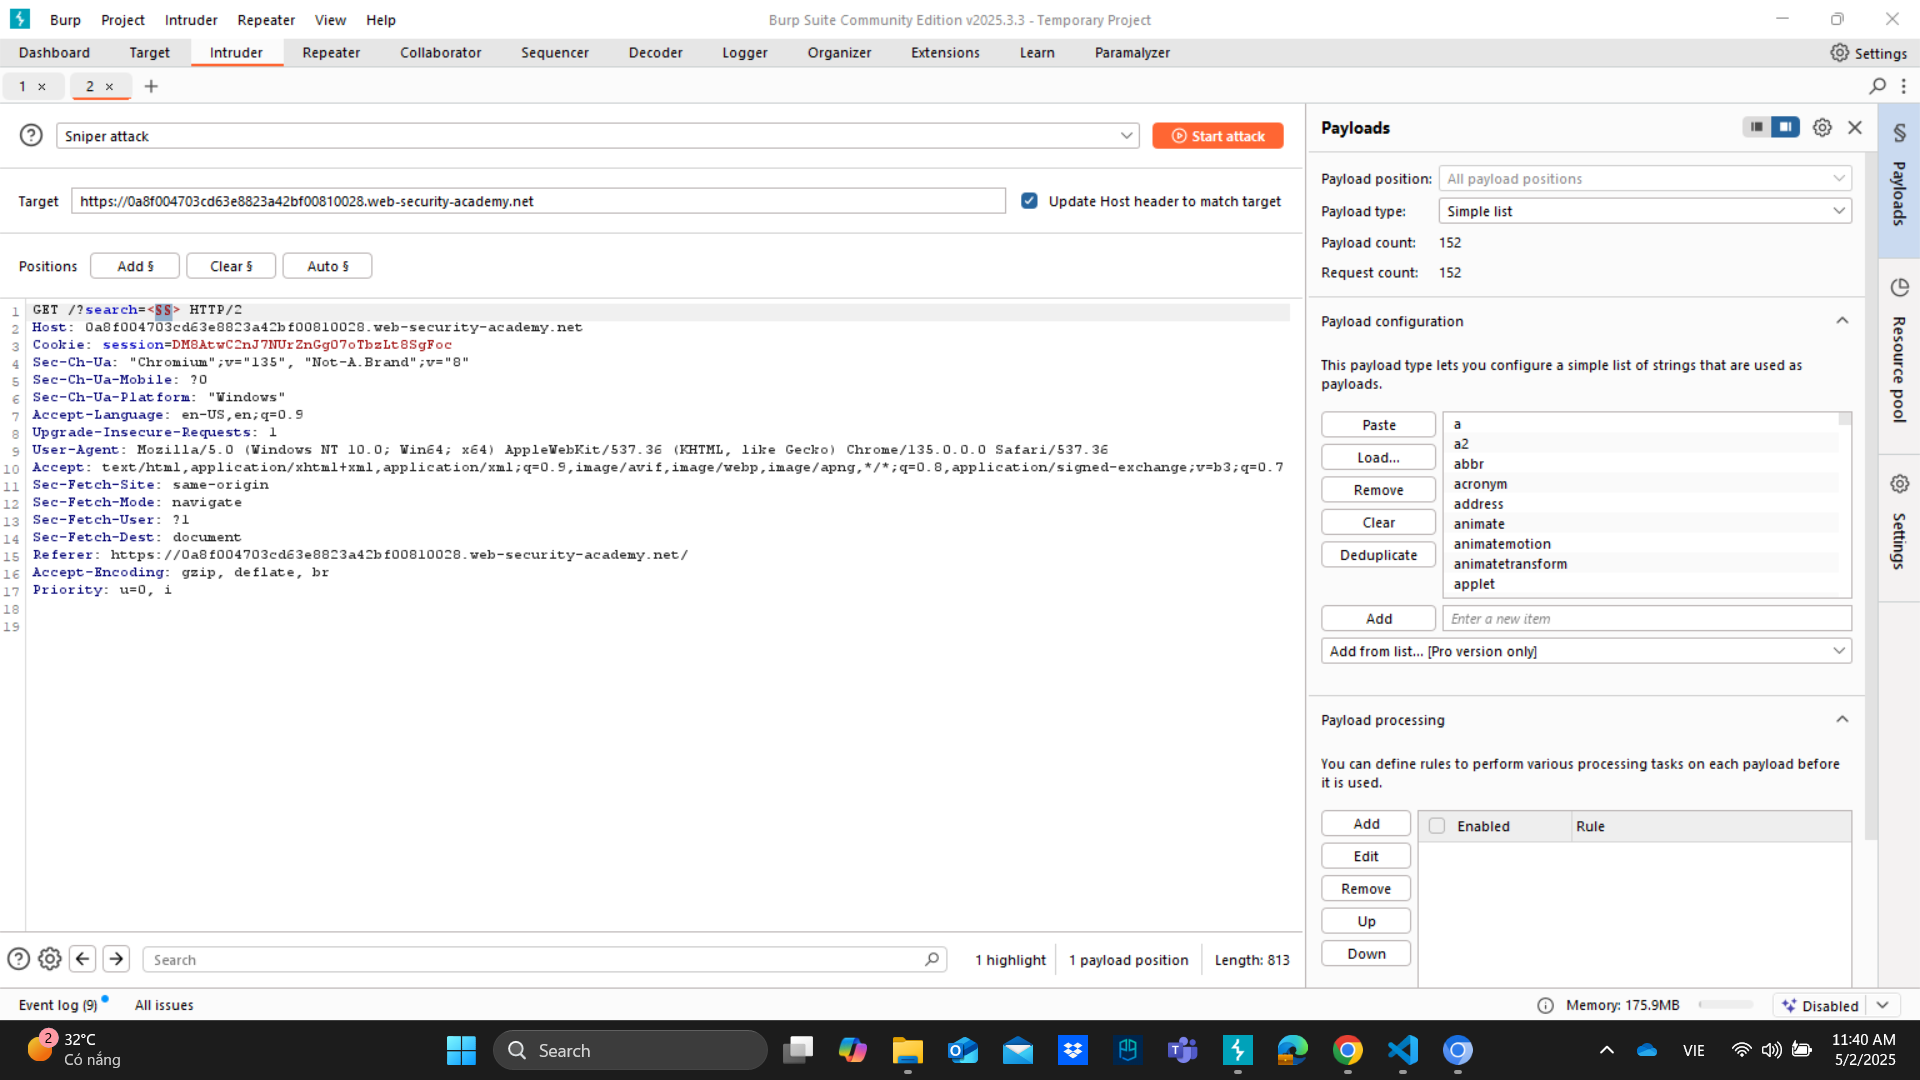 Burp Project Intruder Repeater View Help Burp Suite Community Edition v2025.3.3 - Temporary Project
Dashboard Target Intruder Repeater Collaborator Sequencer Decoder Logger Organizer Extensions Learn Paramalyzer Settings
1 × 2 × +
Sniper attack
Start attack
Target https://0a8f004703cd63e8823a42bf00810028.web-security-academy.net Update Host header to match target
Positions Add § Clear § Auto §
1 GET /?search=<§§> HTTP/2
2 Host: 0a8f004703cd63e8823a42bf00810028.web-security-academy.net
3 Cookie: session=DM8AtwC2nJ7NUrZnGgO7oTbzLt8SgFoc
4 Sec-Ch-Ua: "Chromium";v="135", "Not-A.Brand";v="8"
5 Sec-Ch-Ua-Mobile: ?0
6 Sec-Ch-Ua-Platform: "Windows"
7 Accept-Language: en-US,en;q=0.9
8 Upgrade-Insecure-Requests: 1
9 User-Agent: Mozilla/5.0 (Windows NT 10.0; Win64; x64) AppleWebKit/537.36 (KHTML, like Gecko) Chrome/135.0.0.0 Safari/537.36
10 Accept: text/html,application/xhtml+xml,application/xml;q=0.9,image/avif,image/webp,image/apng,*/*;q=0.8,application/signed-exchange;v=b3;q=0.7
11 Sec-Fetch-Site: same-origin
12 Sec-Fetch-Mode: navigate
13 Sec-Fetch-User: ?1
14 Sec-Fetch-Dest: document
15 Referer: https://0a8f004703cd63e8823a42bf00810028.web-security-academy.net/
16 Accept-Encoding: gzip, deflate, br
17 Priority: u=0, i
18
19
Search
1 highlight 1 payload position Length: 813
Payloads
Payload position: All payload positions
Payload type: Simple list
Payload count: 152
Request count: 152
Payload configuration
This payload type lets you configure a simple list of strings that are used as
payloads.
Paste
Load...
Remove
Clear
Deduplicate
a
a2
abbr
acronym
address
animate
animatemotion
animatetransform
applet
Add Enter a new item
Add from list... [Pro version only]
Payload processing
You can define rules to perform various processing tasks on each payload before
it is used.
Add
Edit
Remove
Up
Down
Enabled Rule
§ Payloads
Resource pool
Settings
Event log (9) All issues Memory: 175.9MB Disabled
2
32°C
Có nắng
Search
VIE
11:40 AM
5/2/2025